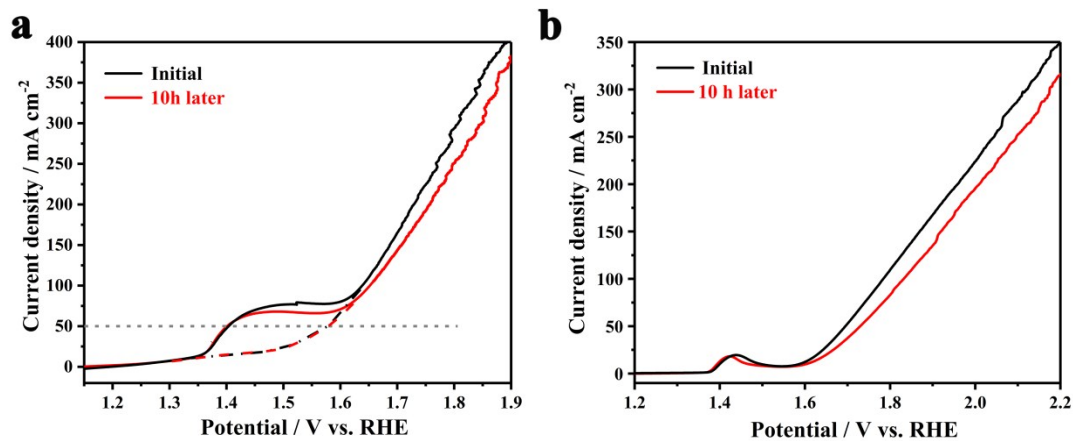 a
400
350
300
250
200
150
100
50
0
Current density / mA cm⁻²
Initial
10h later
1.2 1.3 1.4 1.5 1.6 1.7 1.8 1.9
Potential / V vs. RHE
b
350
300
250
200
150
100
50
0
Current density / mA cm⁻²
Initial
10 h later
1.2 1.4 1.6 1.8 2.0 2.2
Potential / V vs. RHE